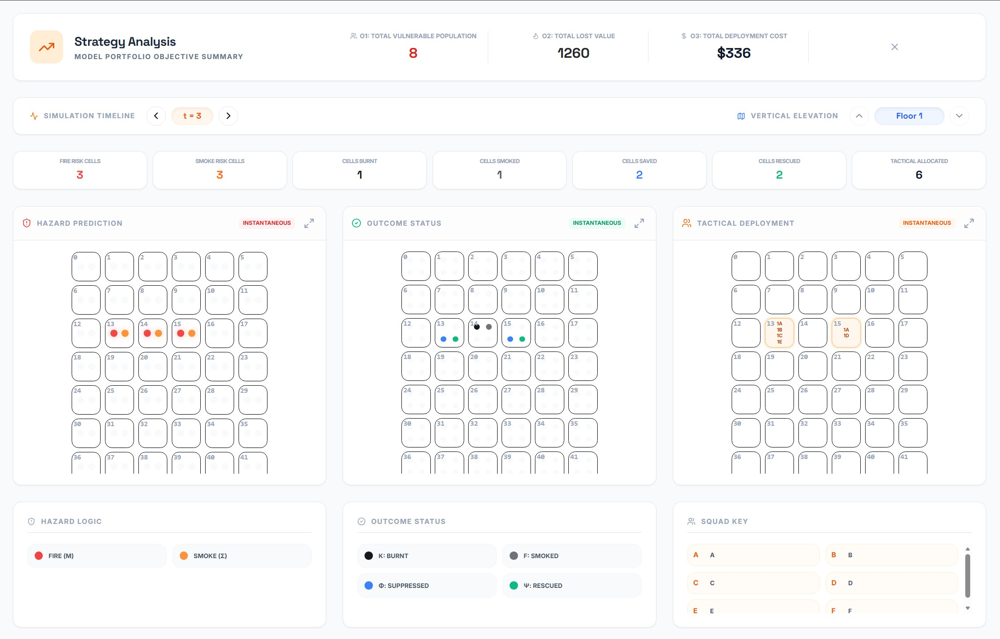 Strategy Analysis
MODEL PORTFOLIO OBJECTIVE SUMMARY
O1: TOTAL VULNERABLE POPULATION
8
O2: TOTAL LOST VALUE
1260
O3: TOTAL DEPLOYMENT COST
$336
SIMULATION TIMELINE
t = 3
VERTICAL ELEVATION
Floor 1
FIRE RISK CELLS
3
SMOKE RISK CELLS
3
CELLS BURNT
1
CELLS SMOKED
1
CELLS SAVED
2
CELLS RESCUED
2
TACTICAL ALLOCATED
6
HAZARD PREDICTION
INSTANTANEOUS
0 1 2 3 4 5
6 7 8 9 10 11
12 13 14 15 16 17
18 19 20 21 22 23
24 25 26 27 28 29
30 31 32 33 34 35
36 37 38 39 40 41
OUTCOME STATUS
INSTANTANEOUS
0 1 2 3 4 5
6 7 8 9 10 11
12 13 14 15 16 17
18 19 20 21 22 23
24 25 26 27 28 29
30 31 32 33 34 35
36 37 38 39 40 41
TACTICAL DEPLOYMENT
INSTANTANEOUS
0 1 2 3 4 5
6 7 8 9 10 11
12 13 1A 14 15 16 17
1B 1A
1C 1D
1E
18 19 20 21 22 23
24 25 26 27 28 29
30 31 32 33 34 35
36 37 38 39 40 41
HAZARD LOGIC
FIRE (M)
SMOKE (Σ)
OUTCOME STATUS
K: BURNT
F: SMOKED
Φ: SUPPRESSED
Ψ: RESCUED
SQUAD KEY
A A
B B
C C
D D
E E
F F